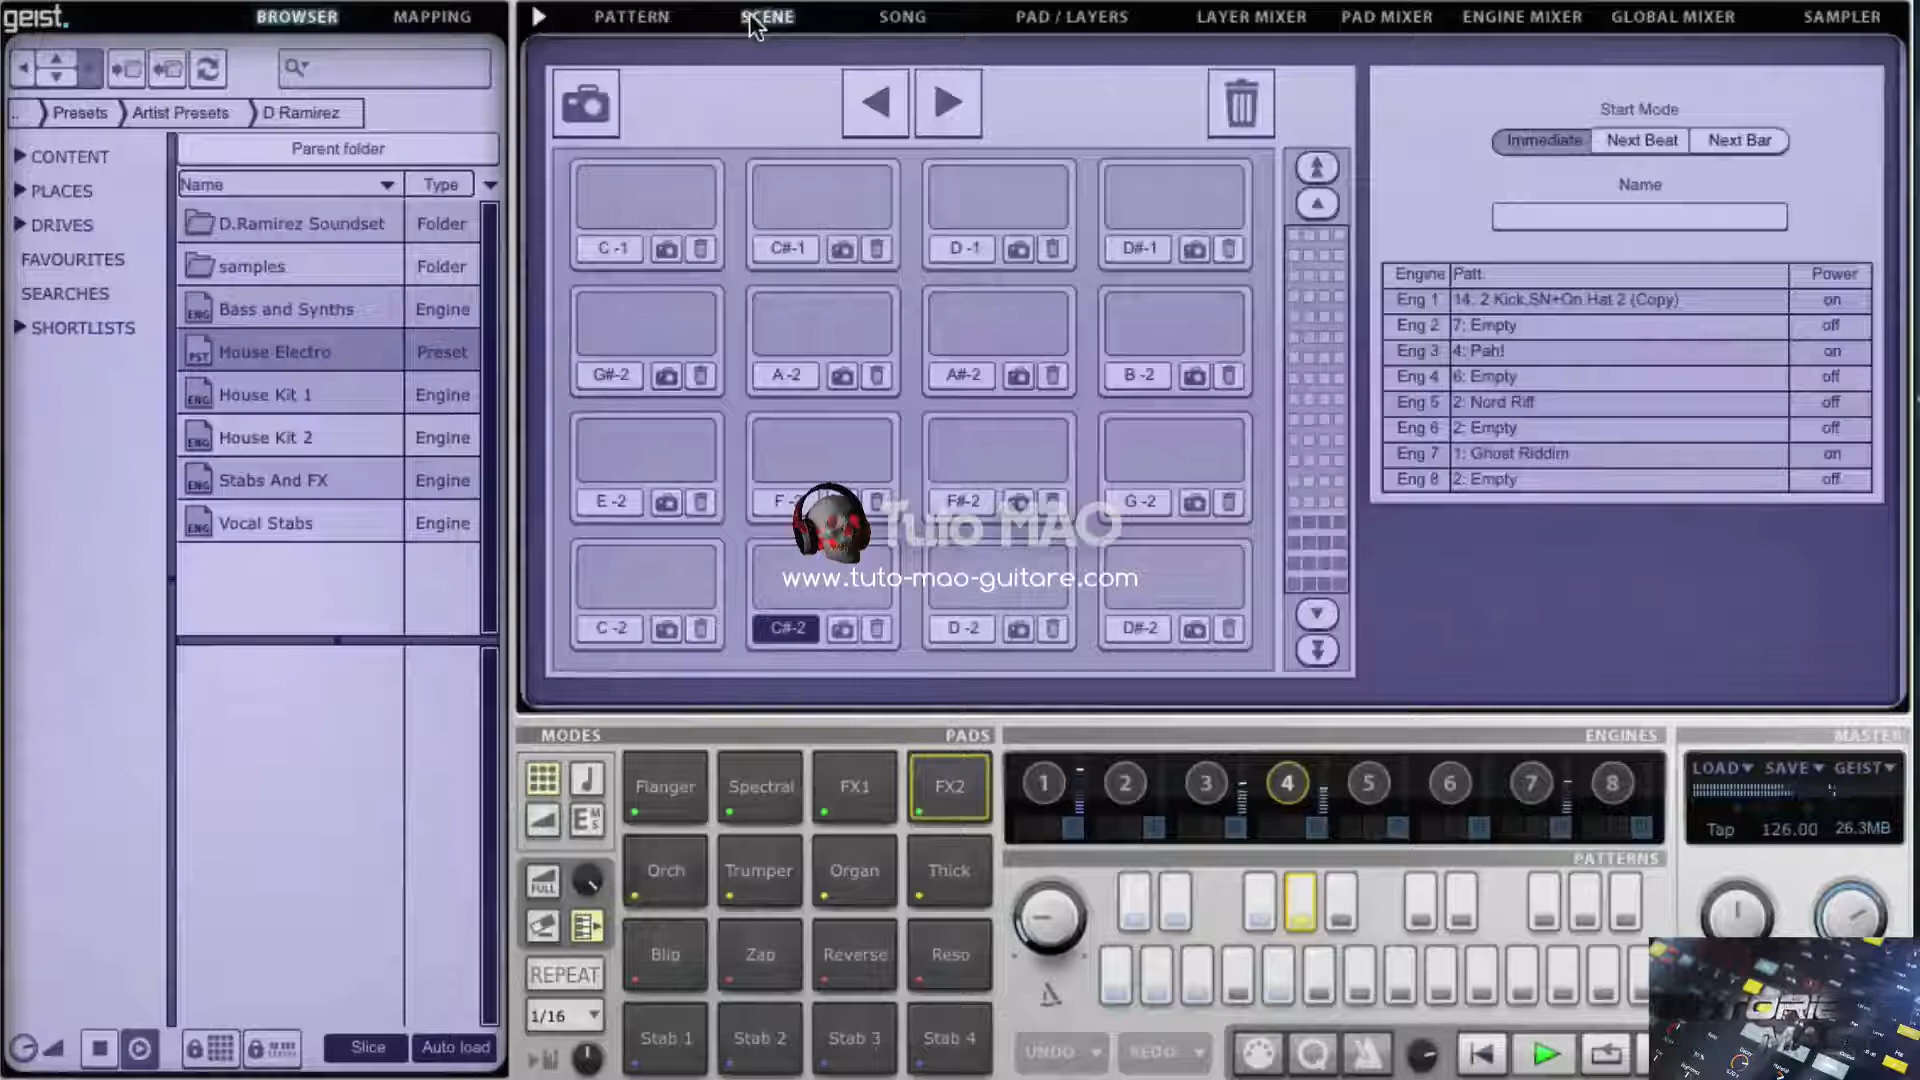 geist. BROWSER MAPPING PATTERN SCENE SONG PAD / LAYERS LAYER MIXER PAD MIXER ENGINE MIXER GLOBAL MIXER SAMPLER
.. Presets Artist Presets D Ramirez
CONTENT
PLACES
DRIVES
FAVOURITES
SEARCHES
SHORTLISTS
Parent folder
Name Type
D.Ramirez Soundset Folder
samples Folder
ENG Bass and Synths Engine
PST House Electro Preset
ENG House Kit 1 Engine
ENG House Kit 2 Engine
ENG Stabs And FX Engine
ENG Vocal Stabs Engine
Slice Auto load
C -1 C#-1 D -1 D#-1
G#-2 A -2 A#-2 B -2
E -2 F -2 F#-2 G -2
Tuto MAO
www.tuto-mao-guitare.com
C -2 C#-2 D -2 D#-2
Start Mode
Immediate Next Beat Next Bar
Name
Engine Patt. Power
Eng 1 14: 2 Kick,SN+On Hat 2 (Copy) on
Eng 2 7: Empty off
Eng 3 4: Pah! on
Eng 4 6: Empty off
Eng 5 2: Nord Riff off
Eng 6 2: Empty off
Eng 7 1: Ghost Riddim on
Eng 8 2: Empty off
MODES PADS ENGINES MASTER
Flanger Spectral FX1 FX2
Orch Trumper Organ Thick
Blip Zap Reverse Reso
Stab 1 Stab 2 Stab 3 Stab 4
E M S
FULL
REPEAT
1/16
1 2 3 4 5 6 7 8
PATTERNS
LOAD SAVE GEIST
Tap 126.00 26.3MB
UNDO REDO